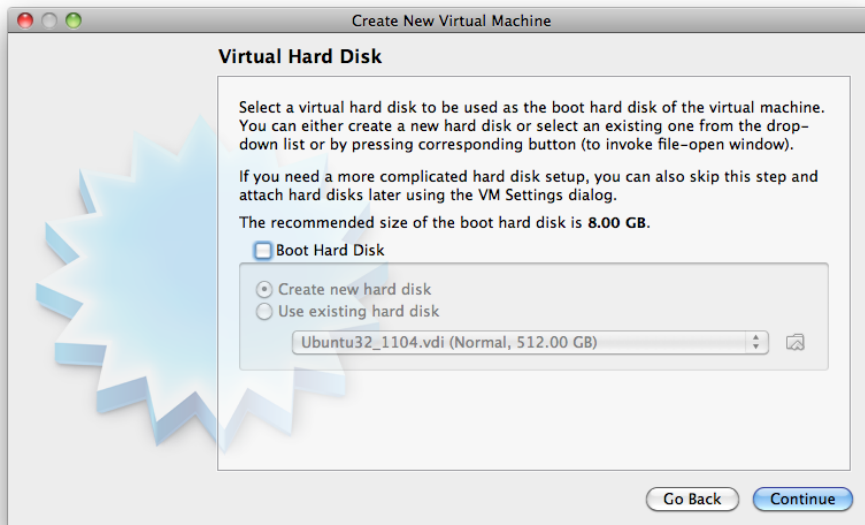 Create New Virtual Machine
Virtual Hard Disk
Select a virtual hard disk to be used as the boot hard disk of the virtual machine.
You can either create a new hard disk or select an existing one from the drop-
down list or by pressing corresponding button (to invoke file-open window).
If you need a more complicated hard disk setup, you can also skip this step and
attach hard disks later using the VM Settings dialog.
The recommended size of the boot hard disk is 8.00 GB.
Boot Hard Disk
Create new hard disk
Use existing hard disk
Ubuntu32_1104.vdi (Normal, 512.00 GB)
Go Back
Continue